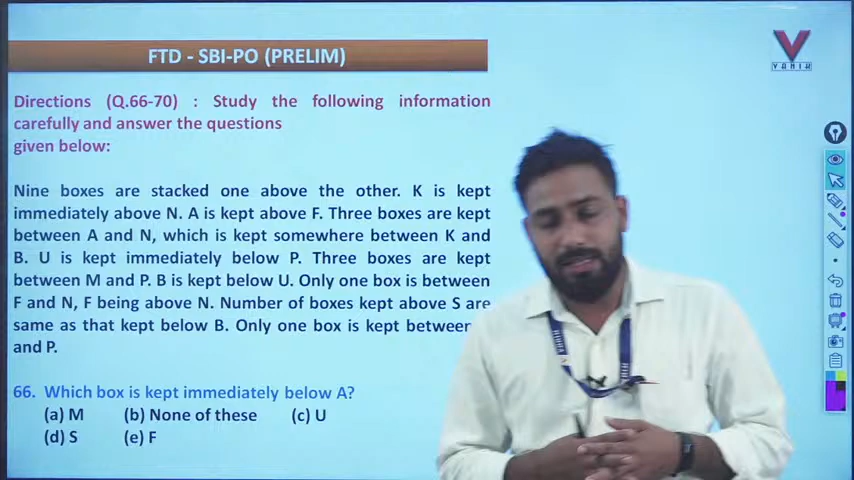 FTD - SBI-PO (PRELIM)
VANIK
Directions (Q.66-70) : Study the following information
carefully and answer the questions
given below:
Nine boxes are stacked one above the other. K is kept
immediately above N. A is kept above F. Three boxes are kept
between A and N, which is kept somewhere between K and
B. U is kept immediately below P. Three boxes are kept
between M and P. B is kept below U. Only one box is between
F and N, F being above N. Number of boxes kept above S are
same as that kept below B. Only one box is kept between
and P.
66. Which box is kept immediately below A?
(a) M (b) None of these (c) U
(d) S (e) F